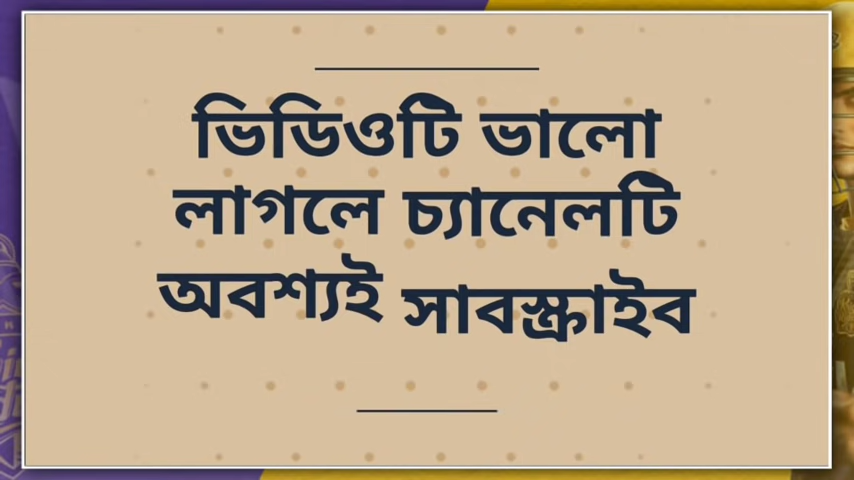 ভিডিওটি ভালো
লাগলে চ্যানেলটি
অবশ্যই সাবস্ক্রাইব